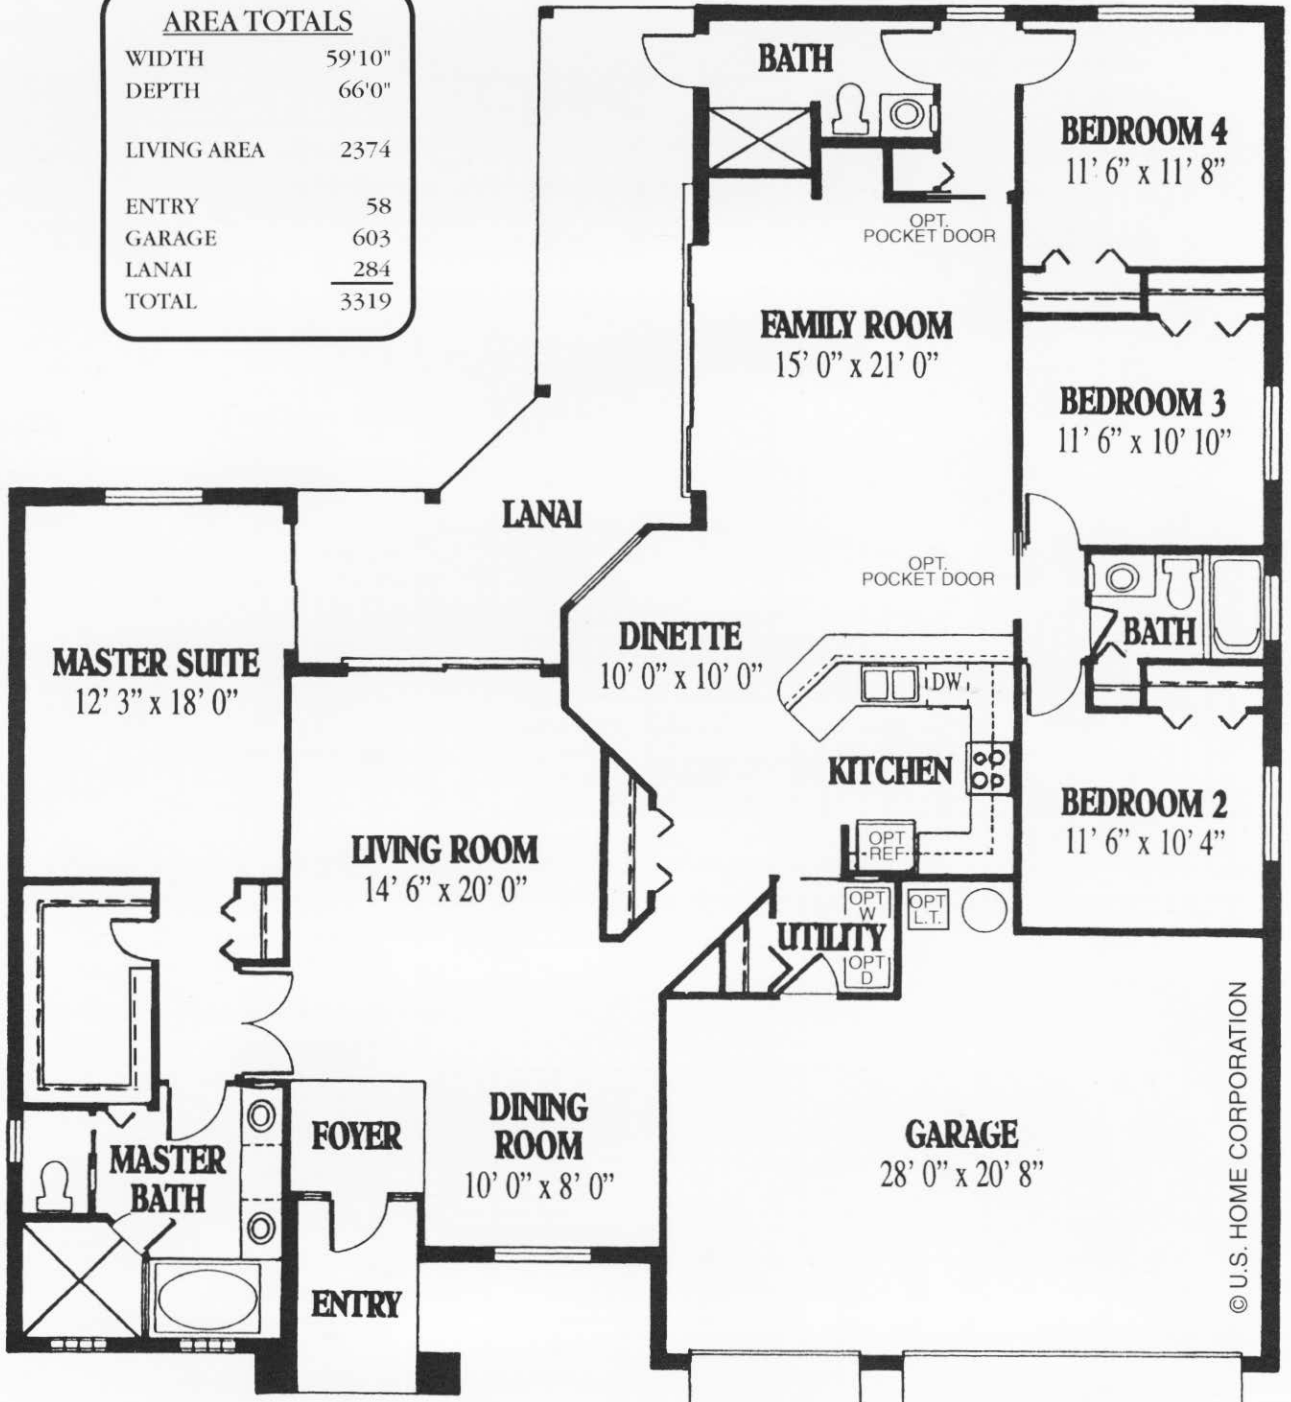 AREA TOTALS
WIDTH 59'10"
DEPTH 66'0"
LIVING AREA 2374
ENTRY 58
GARAGE 603
LANAI 284
TOTAL 3319
BATH
BEDROOM 4
11' 6" x 11' 8"
OPT.
POCKET DOOR
FAMILY ROOM
15' 0" x 21' 0"
BEDROOM 3
11' 6" x 10' 10"
LANAI
OPT.
POCKET DOOR
MASTER SUITE
12' 3" x 18' 0"
DINETTE
10' 0" x 10' 0"
BATH
DW
KITCHEN
BEDROOM 2
11' 6" x 10' 4"
OPT
REF
LIVING ROOM
14' 6" x 20' 0"
OPT
W
OPT
L.T.
UTILITY
OPT
D
DINING
ROOM
10' 0" x 8' 0"
FOYER
GARAGE
28' 0" x 20' 8"
MASTER
BATH
ENTRY
© U.S. HOME CORPORATION